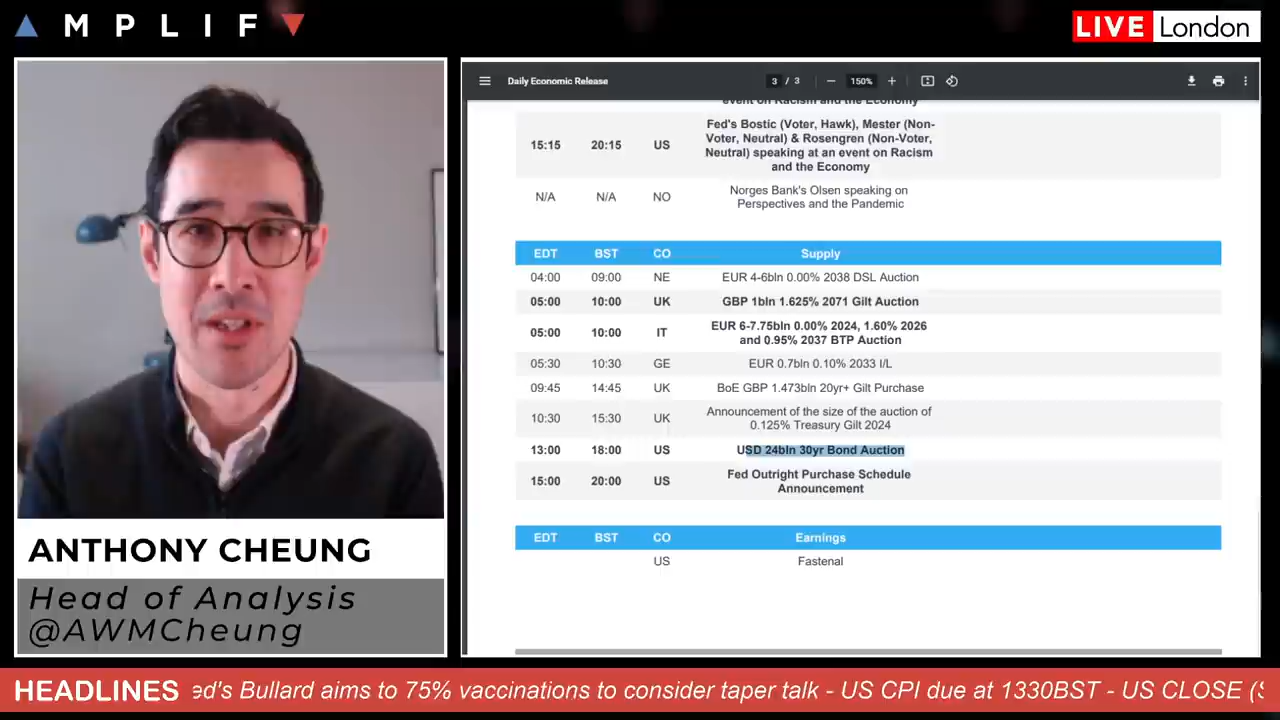 MPLIF
LIVE London
Daily Economic Release
3 / 3
150%
event on Racism and the Economy
15:15 20:15 US Fed's Bostic (Voter, Hawk), Mester (Non-
Voter, Neutral) & Rosengren (Non-Voter,
Neutral) speaking at an event on Racism
and the Economy
N/A N/A NO Norges Bank's Olsen speaking on
Perspectives and the Pandemic
EDT BST CO Supply
04:00 09:00 NE EUR 4-6bln 0.00% 2038 DSL Auction
05:00 10:00 UK GBP 1bln 1.625% 2071 Gilt Auction
05:00 10:00 IT EUR 6-7.75bln 0.00% 2024, 1.60% 2026
and 0.95% 2037 BTP Auction
05:30 10:30 GE EUR 0.7bln 0.10% 2033 I/L
09:45 14:45 UK BoE GBP 1.473bln 20yr+ Gilt Purchase
10:30 15:30 UK Announcement of the size of the auction of
0.125% Treasury Gilt 2024
13:00 18:00 US USD 24bln 30yr Bond Auction
15:00 20:00 US Fed Outright Purchase Schedule
Announcement
EDT BST CO Earnings
US Fastenal
ANTHONY CHEUNG
Head of Analysis
@AWMCheung
HEADLINES ed's Bullard aims to 75% vaccinations to consider taper talk - US CPI due at 1330BST - US CLOSE (S